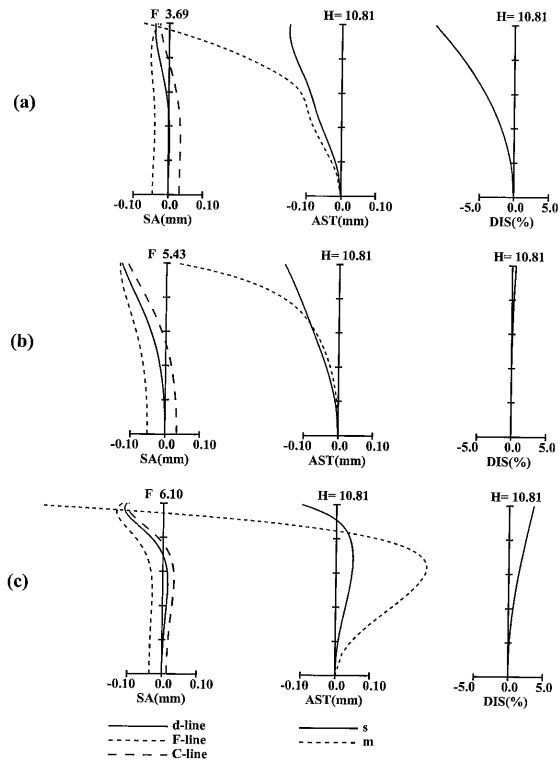 F 3.69 H= 10.81 H= 10.81
(a)
-0.10 0.0 0.10 -0.10 0.0 0.10 -5.0 0.0 5.0
SA(mm) AST(mm) DIS(%)
F 5.43 H= 10.81 H= 10.81
(b)
-0.10 0.0 0.10 -0.10 0.0 0.10 -5.0 0.0 5.0
SA(mm) AST(mm) DIS(%)
F 6.10 H= 10.81 H= 10.81
(c)
-0.10 0.0 0.10 -0.10 0.0 0.10 -5.0 0.0 5.0
SA(mm) AST(mm) DIS(%)
d-line s
F-line m
C-line